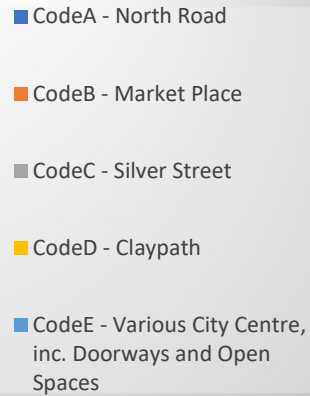 CodeA - North Road
CodeB - Market Place
CodeC - Silver Street
CodeD - Claypath
CodeE - Various City Centre,
inc. Doorways and Open
Spaces